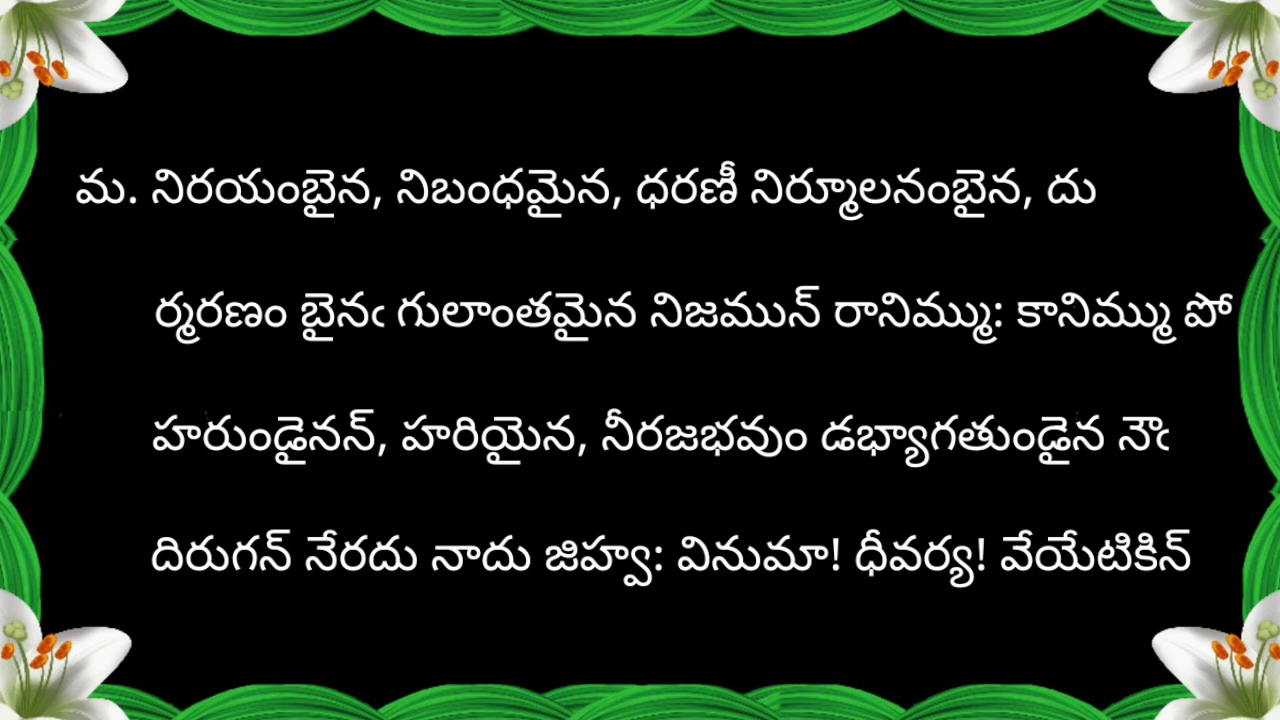 మ. నిరయంబైన, నిబంధమైన, ధరణీ నిర్మూలనంబైన, దు
ర్మరణం బైనఁ గులాంతమైన నిజమున్ రానిమ్ము: కానిమ్ము పో
హరుండైనన్, హరియైన, నీరజభవుం డభ్యాగతుండైన నౌఁ
దిరుగన్ నేరదు నాదు జిహ్వ: వినుమా! ధీవర్య! వేయేటికిన్